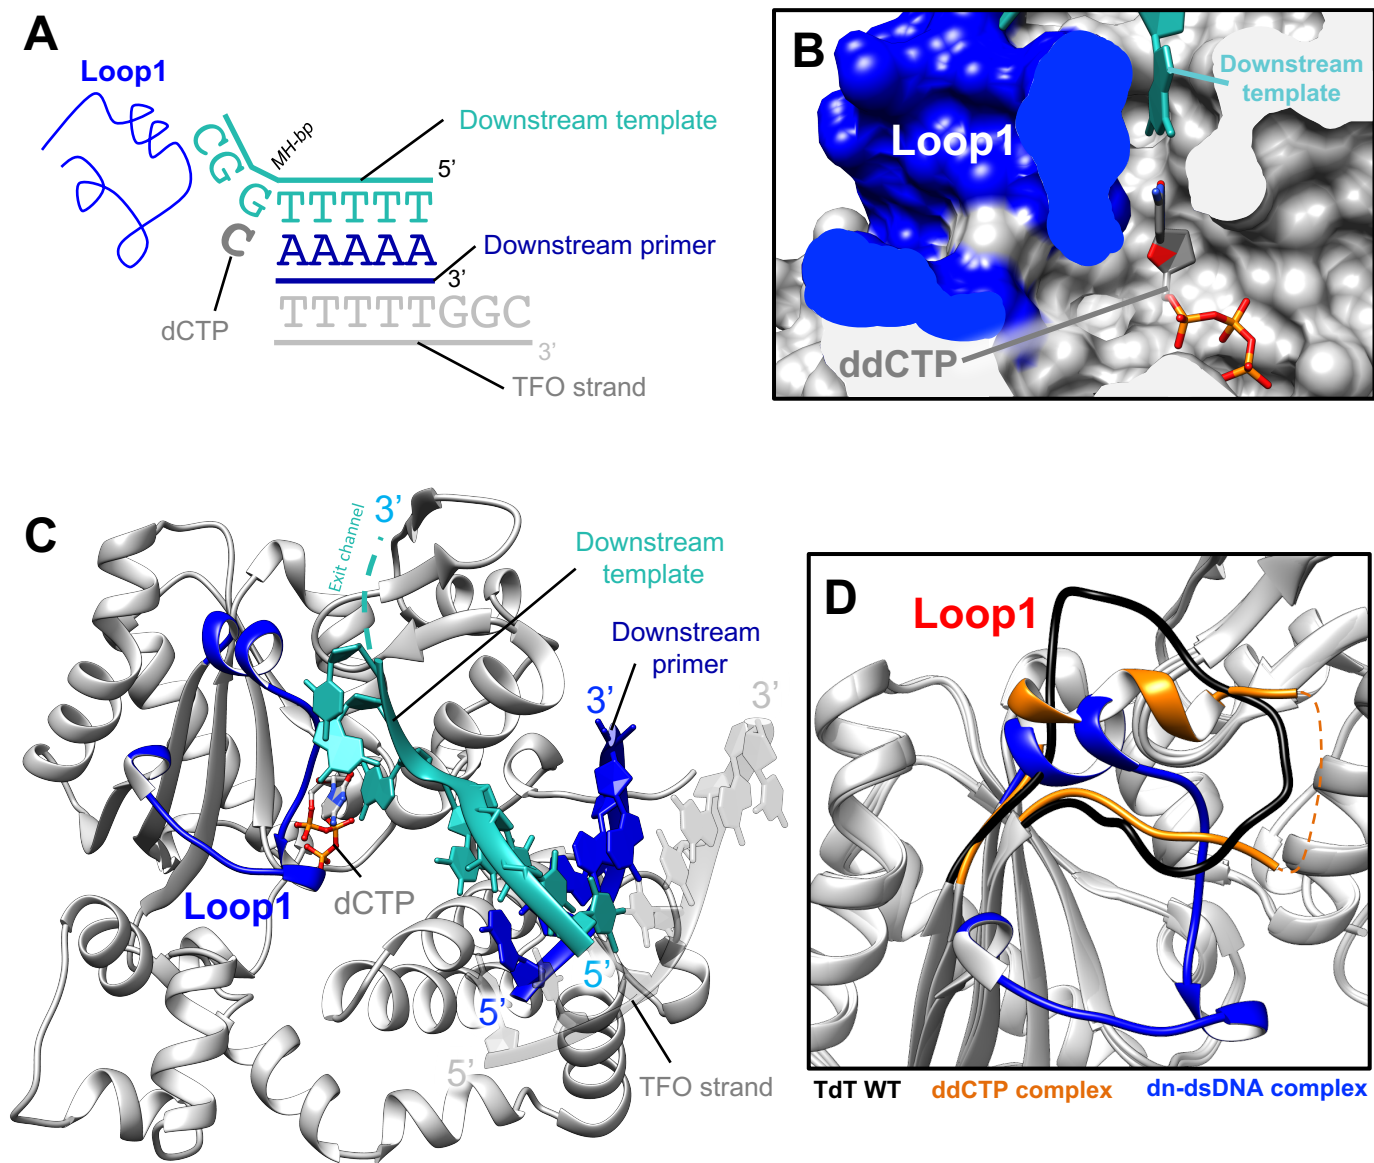 A
Loop1
MH-bp
Downstream template
5’
CGG
TTTTT
C
AAAAA
Downstream primer
3’
TTTTTGGC
dCTP
3’
TFO strand
B
Downstream
template
Loop1
ddCTP
C
Exit channel
3’
Downstream
template
Downstream
primer
3’
3’
Loop1
dCTP
5’
5’
5’
TFO strand
D
Loop1
TdT WT
ddCTP complex
dn-dsDNA complex